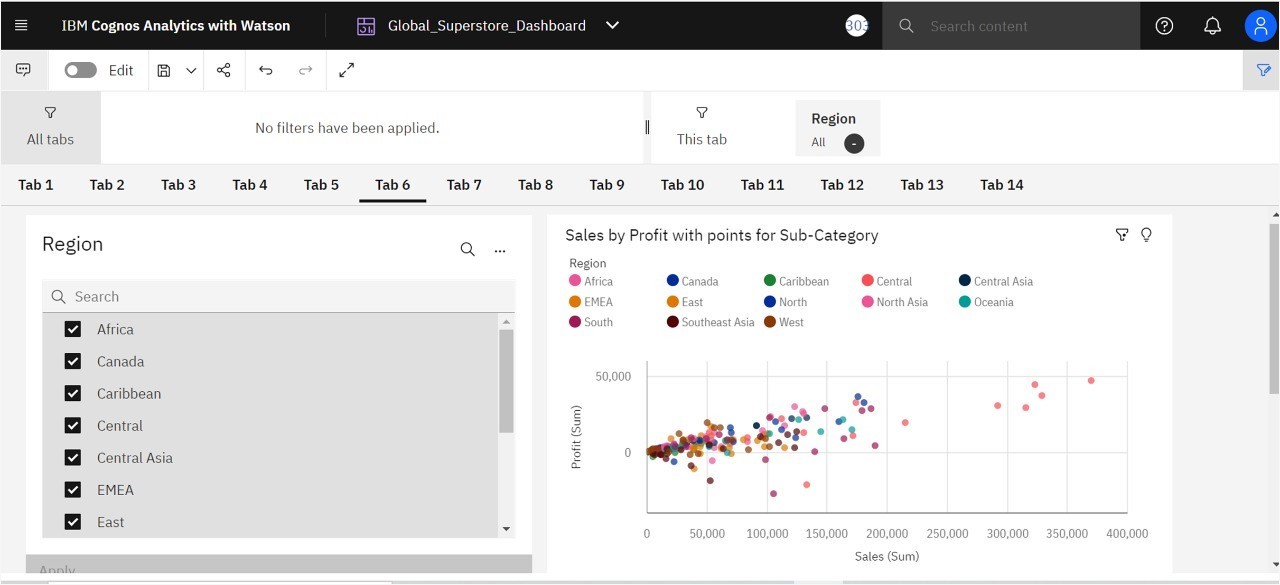 IBM Cognos Analytics with Watson
Global_Superstore_Dashboard
303
Search content
Edit
All tabs
No filters have been applied.
This tab
Region
All
Tab 1 Tab 2 Tab 3 Tab 4 Tab 5 Tab 6 Tab 7 Tab 8 Tab 9 Tab 10 Tab 11 Tab 12 Tab 13 Tab 14
Region
Search
Africa
Canada
Caribbean
Central
Central Asia
EMEA
East
Apply
Sales by Profit with points for Sub-Category
Region
Africa Canada Caribbean Central Central Asia
EMEA East North North Asia Oceania
South Southeast Asia West
50,000
0
Profit (Sum)
0 50,000 100,000 150,000 200,000 250,000 300,000 350,000 400,000
Sales (Sum)